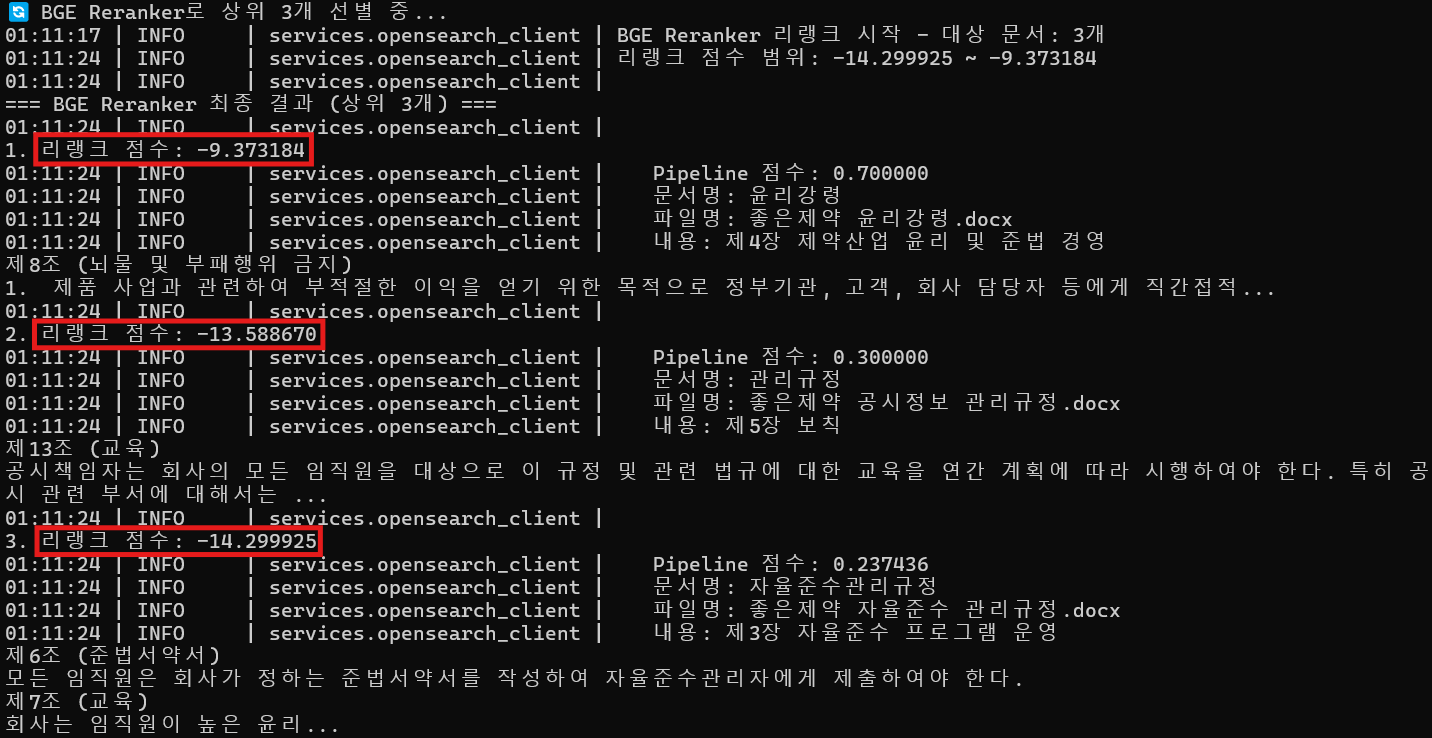 🔄 BGE Reranker로 상위 3개 선별 중...
01:11:17 | INFO     | services.opensearch_client | BGE Reranker 리랭크 시작 - 대상 문서: 3개
01:11:24 | INFO     | services.opensearch_client | 리랭크 점수 범위: -14.299925 ~ -9.373184
01:11:24 | INFO     | services.opensearch_client |
=== BGE Reranker 최종 결과 (상위 3개) ===
01:11:24 | INFO     | services.opensearch_client |
1. 리랭크 점수: -9.373184
01:11:24 | INFO     | services.opensearch_client |    Pipeline 점수: 0.700000
01:11:24 | INFO     | services.opensearch_client |    문서명: 윤리강령
01:11:24 | INFO     | services.opensearch_client |    파일명: 좋은제약 윤리강령.docx
01:11:24 | INFO     | services.opensearch_client |    내용: 제4장 제약산업 윤리 및 준법 경영
제8조 (뇌물 및 부패행위 금지)
1.  제품 사업과 관련하여 부적절한 이익을 얻기 위한 목적으로 정부기관, 고객, 회사 담당자 등에게 직간접적...
01:11:24 | INFO     | services.opensearch_client |
2. 리랭크 점수: -13.588670
01:11:24 | INFO     | services.opensearch_client |    Pipeline 점수: 0.300000
01:11:24 | INFO     | services.opensearch_client |    문서명: 관리규정
01:11:24 | INFO     | services.opensearch_client |    파일명: 좋은제약 공시정보 관리규정.docx
01:11:24 | INFO     | services.opensearch_client |    내용: 제5장 보칙
제13조 (교육)
공시책임자는 회사의 모든 임직원을 대상으로 이 규정 및 관련 법규에 대한 교육을 연간 계획에 따라 시행하여야 한다. 특히 공
시 관련 부서에 대해서는 ...
01:11:24 | INFO     | services.opensearch_client |
3. 리랭크 점수: -14.299925
01:11:24 | INFO     | services.opensearch_client |    Pipeline 점수: 0.237436
01:11:24 | INFO     | services.opensearch_client |    문서명: 자율준수관리규정
01:11:24 | INFO     | services.opensearch_client |    파일명: 좋은제약 자율준수 관리규정.docx
01:11:24 | INFO     | services.opensearch_client |    내용: 제3장 자율준수 프로그램 운영
제6조 (준법서약서)
모든 임직원은 회사가 정하는 준법서약서를 작성하여 자율준수관리자에게 제출하여야 한다.
제7조 (교육)
회사는 임직원이 높은 윤리...